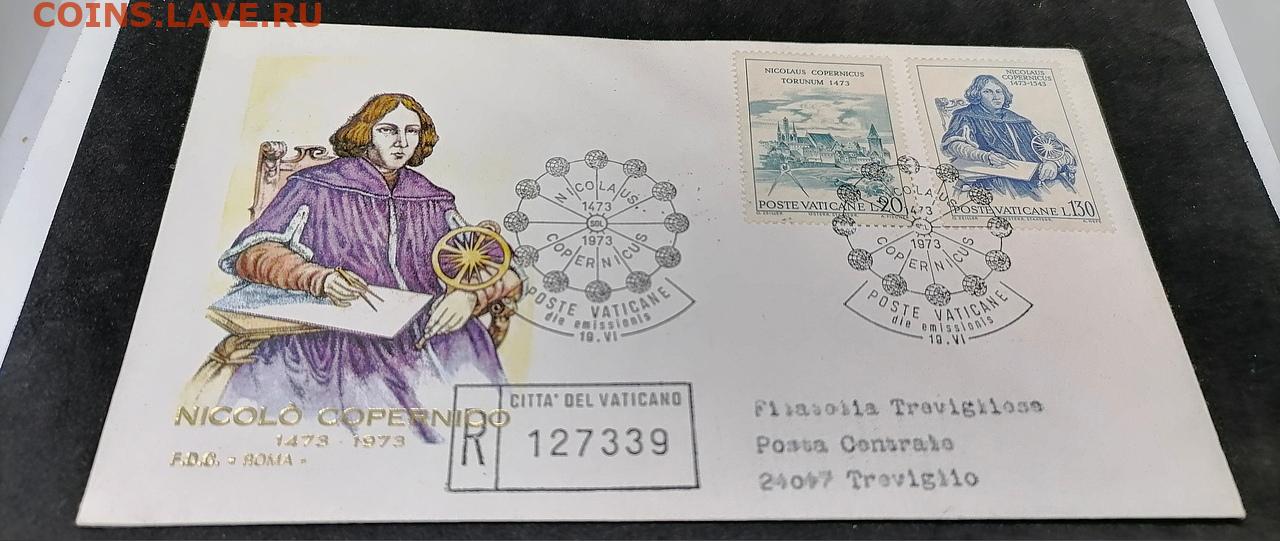 COINS.LAVE.RU
NICOLAUS COPERNICUS
TORUNUM 1473
POSTE VATICANE L.20
NICOLAUS
COPERNICUS
1473-1543
POSTE VATICANE L.130
NICOLAUS
1473
SOL
1973
COPERNICUS
POSTE VATICANE
die emissionis
19.VI
NICOLAUS
1473
1973
COPERNICUS
POSTE VATICANE
die emissionis
19.VI
NICOLÒ COPERNICO
1473 - 1973
F.D.C. - ROMA -
R
CITTA' DEL VATICANO
127339
Filatelia Trevigliese
Posta Centrale
24047 Treviglio